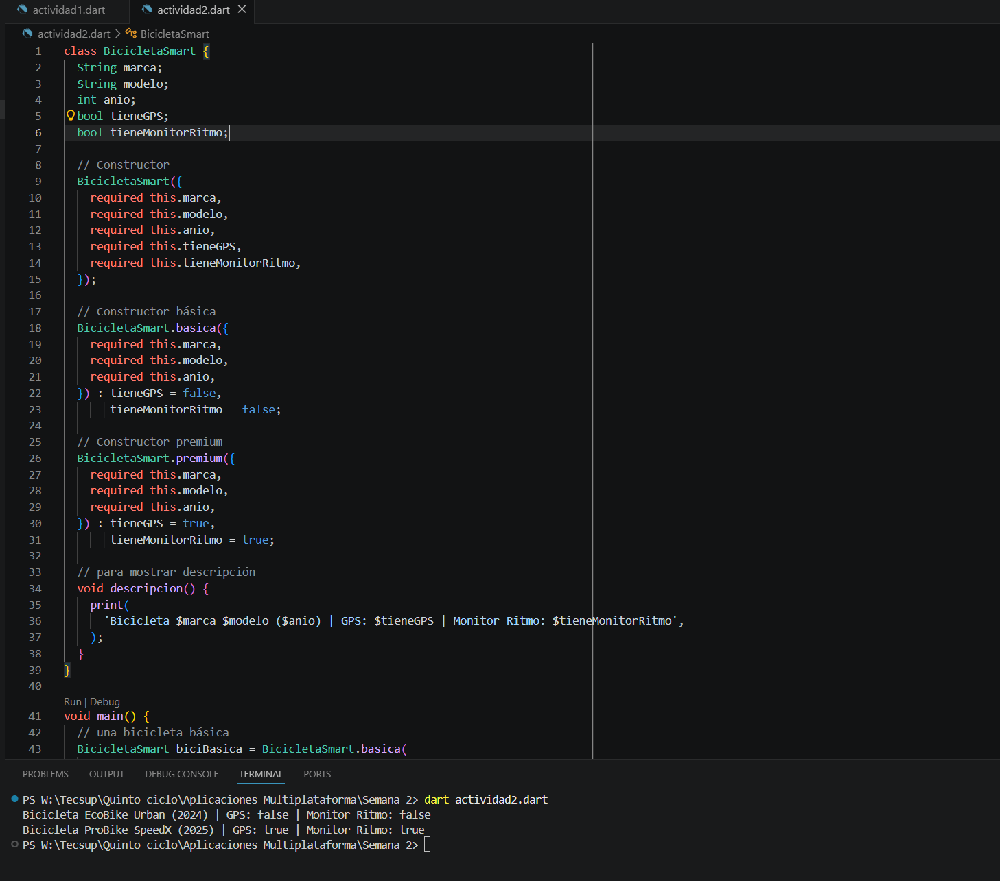 actividad1.dart
actividad2.dart
actividad2.dart > BicicletaSmart
1 class BicicletaSmart {
2   String marca;
3   String modelo;
4   int anio;
5   bool tieneGPS;
6   bool tieneMonitorRitmo;
7
8   // Constructor
9   BicicletaSmart({
10     required this.marca,
11     required this.modelo,
12     required this.anio,
13     required this.tieneGPS,
14     required this.tieneMonitorRitmo,
15   });
16
17   // Constructor básica
18   BicicletaSmart.basica({
19     required this.marca,
20     required this.modelo,
21     required this.anio,
22   }) : tieneGPS = false,
23        tieneMonitorRitmo = false;
24
25   // Constructor premium
26   BicicletaSmart.premium({
27     required this.marca,
28     required this.modelo,
29     required this.anio,
30   }) : tieneGPS = true,
31        tieneMonitorRitmo = true;
32
33   // para mostrar descripción
34   void descripcion() {
35     print(
36       'Bicicleta $marca $modelo ($anio) | GPS: $tieneGPS | Monitor Ritmo: $tieneMonitorRitmo',
37     );
38   }
39 }
40
Run | Debug
41 void main() {
42   // una bicicleta básica
43   BicicletaSmart biciBasica = BicicletaSmart.basica(
PROBLEMS OUTPUT DEBUG CONSOLE TERMINAL PORTS
PS W:\Tecsup\Quinto ciclo\Aplicaciones Multiplataforma\Semana 2> dart actividad2.dart
Bicicleta EcoBike Urban (2024) | GPS: false | Monitor Ritmo: false
Bicicleta ProBike SpeedX (2025) | GPS: true | Monitor Ritmo: true
PS W:\Tecsup\Quinto ciclo\Aplicaciones Multiplataforma\Semana 2>